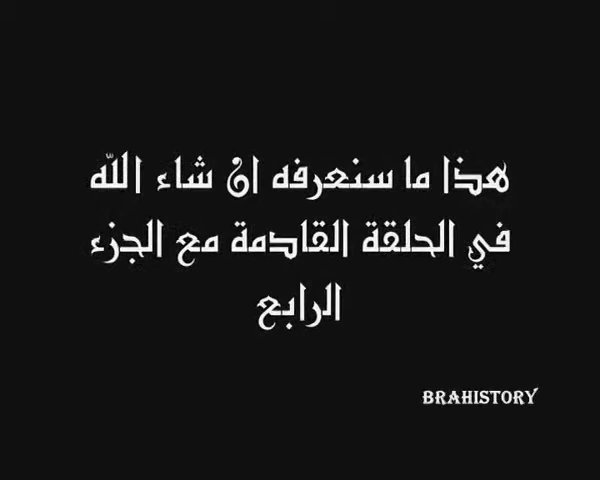 هذا ما سنعرفه ان شاء الله
في الحلقة القادمة مع الجزء
الرابع
BRAHISTORY